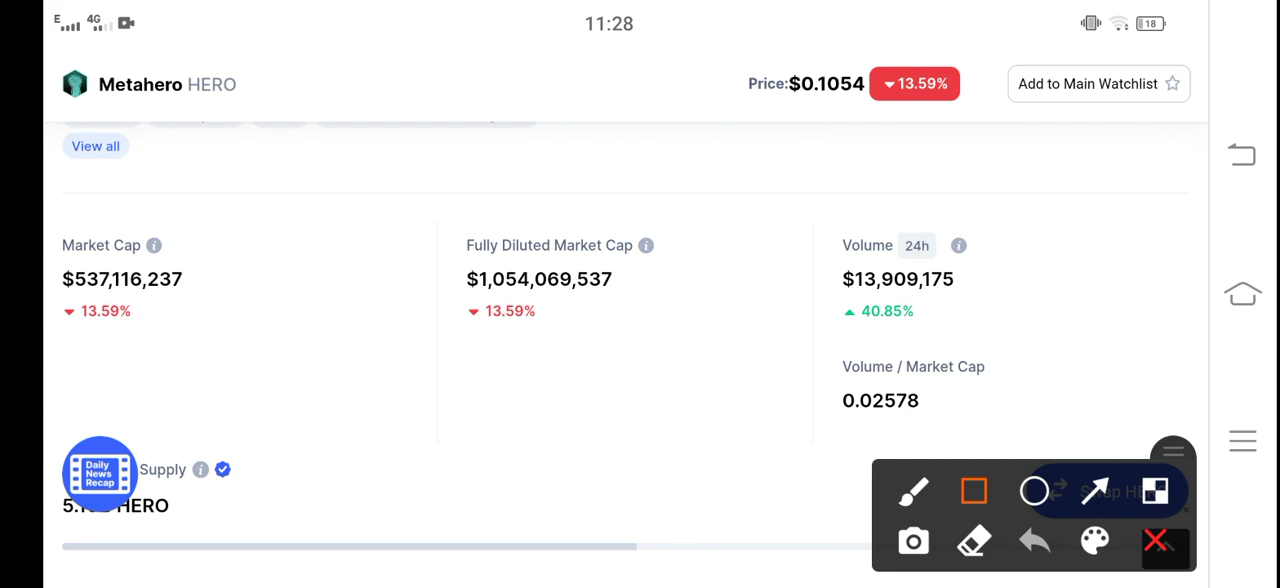 E 4G 11:28 18
Metahero HERO Price:$0.1054 13.59% Add to Main Watchlist
View all
Market Cap Fully Diluted Market Cap Volume 24h
$537,116,237 $1,054,069,537 $13,909,175
13.59% 13.59% 40.85%
Volume / Market Cap
0.02578
Daily
News
Recap
Supply
HERO
Swap